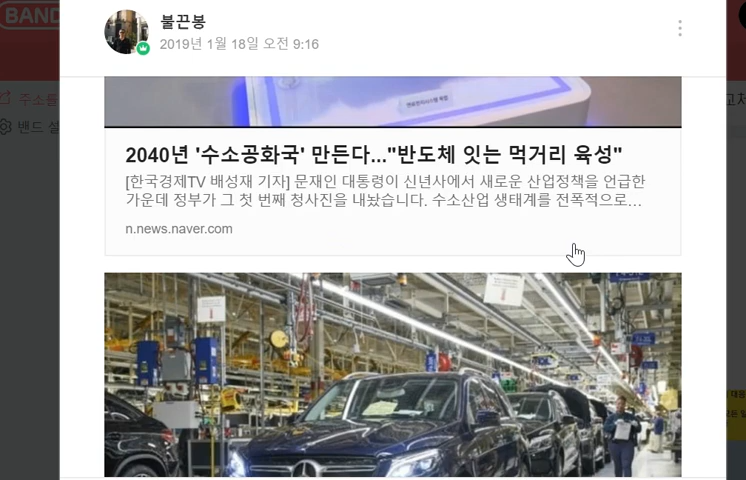 BAND
불끈봉
2019년 1월 18일 오전 9:16
주소를
밴드 설
교체
2040년 '수소공화국' 만든다..."반도체 잇는 먹거리 육성"
[한국경제TV 배성재 기자] 문재인 대통령이 신년사에서 새로운 산업정책을 언급한
가운데 정부가 그 첫 번째 청사진을 내놨습니다. 수소산업 생태계를 전폭적으로...
n.news.naver.com